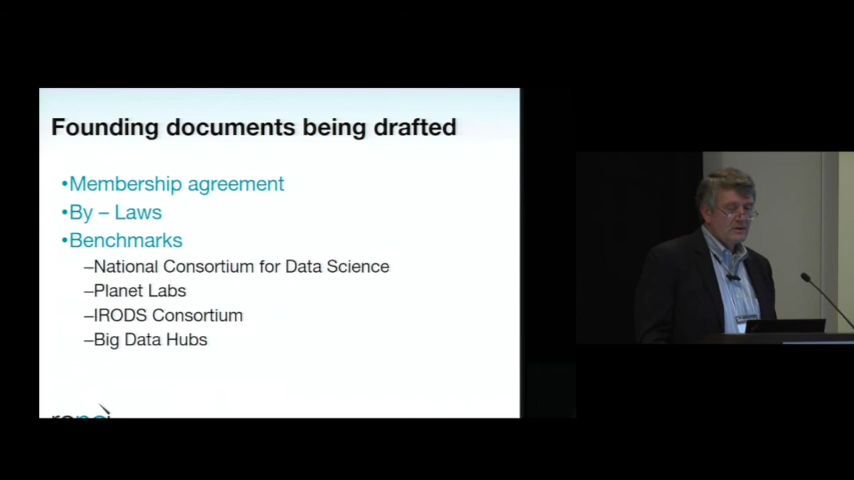 Founding documents being drafted
•Membership agreement
•By – Laws
•Benchmarks
–National Consortium for Data Science
–Planet Labs
–IRODS Consortium
–Big Data Hubs